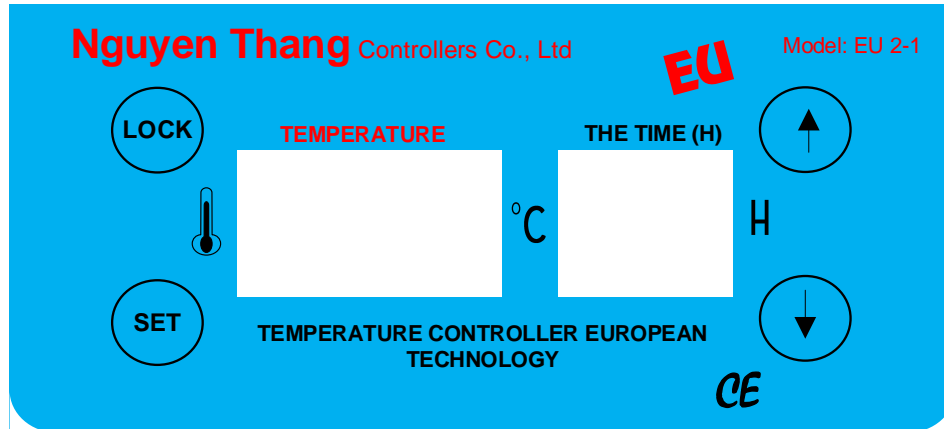 Nguyen Thang Controllers Co., Ltd
EU
Model: EU 2-1
LOCK
TEMPERATURE
THE TIME (H)
°C
H
SET
TEMPERATURE CONTROLLER EUROPEAN
TECHNOLOGY
CE